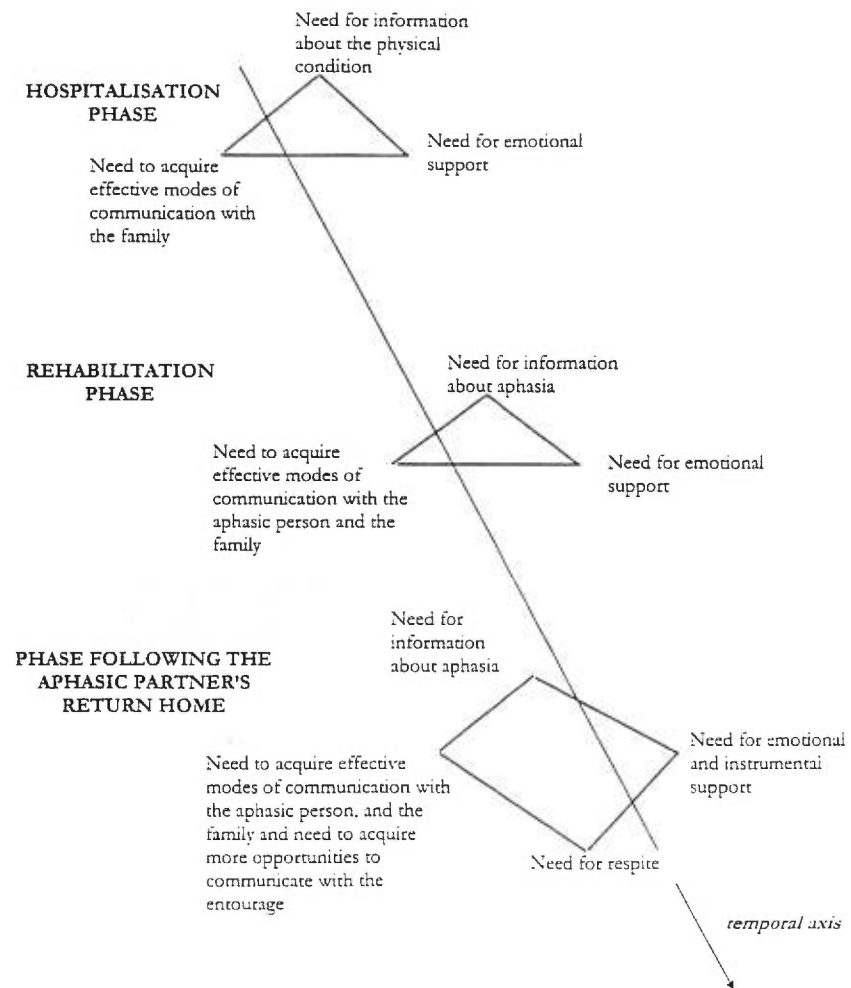 Need for information
about the physical
condition
HOSPITALISATION
PHASE
Need for emotional
support
Need to acquire
effective modes of
communication with
the family
Need for information
about aphasia
REHABILITATION
PHASE
Need to acquire
effective modes of
communication with the
aphasic person and the
family
Need for emotional
support
Need for
information
about aphasia
PHASE FOLLOWING THE
APHASIC PARTNER'S
RETURN HOME
Need for emotional
and instrumental
support
Need to acquire effective
modes of communication with
the aphasic person, and the
family and need to acquire
more opportunities to
communicate with the
entourage
Need for respite
temporal axis